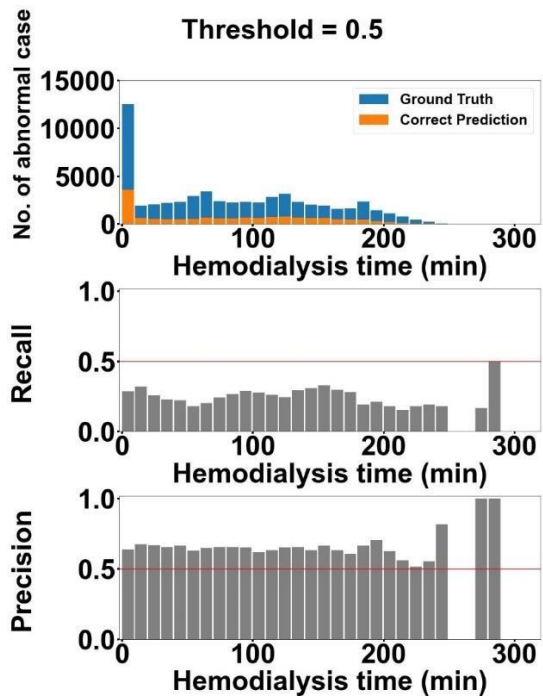 Threshold = 0.5
No. of abnormal case
15000
10000
5000
0
Ground Truth
Correct Prediction
0 100 200 300
Hemodialysis time (min)
Recall
1.0
0.5
0.0
0 100 200 300
Hemodialysis time (min)
Precision
1.0
0.5
0.0
0 100 200 300
Hemodialysis time (min)